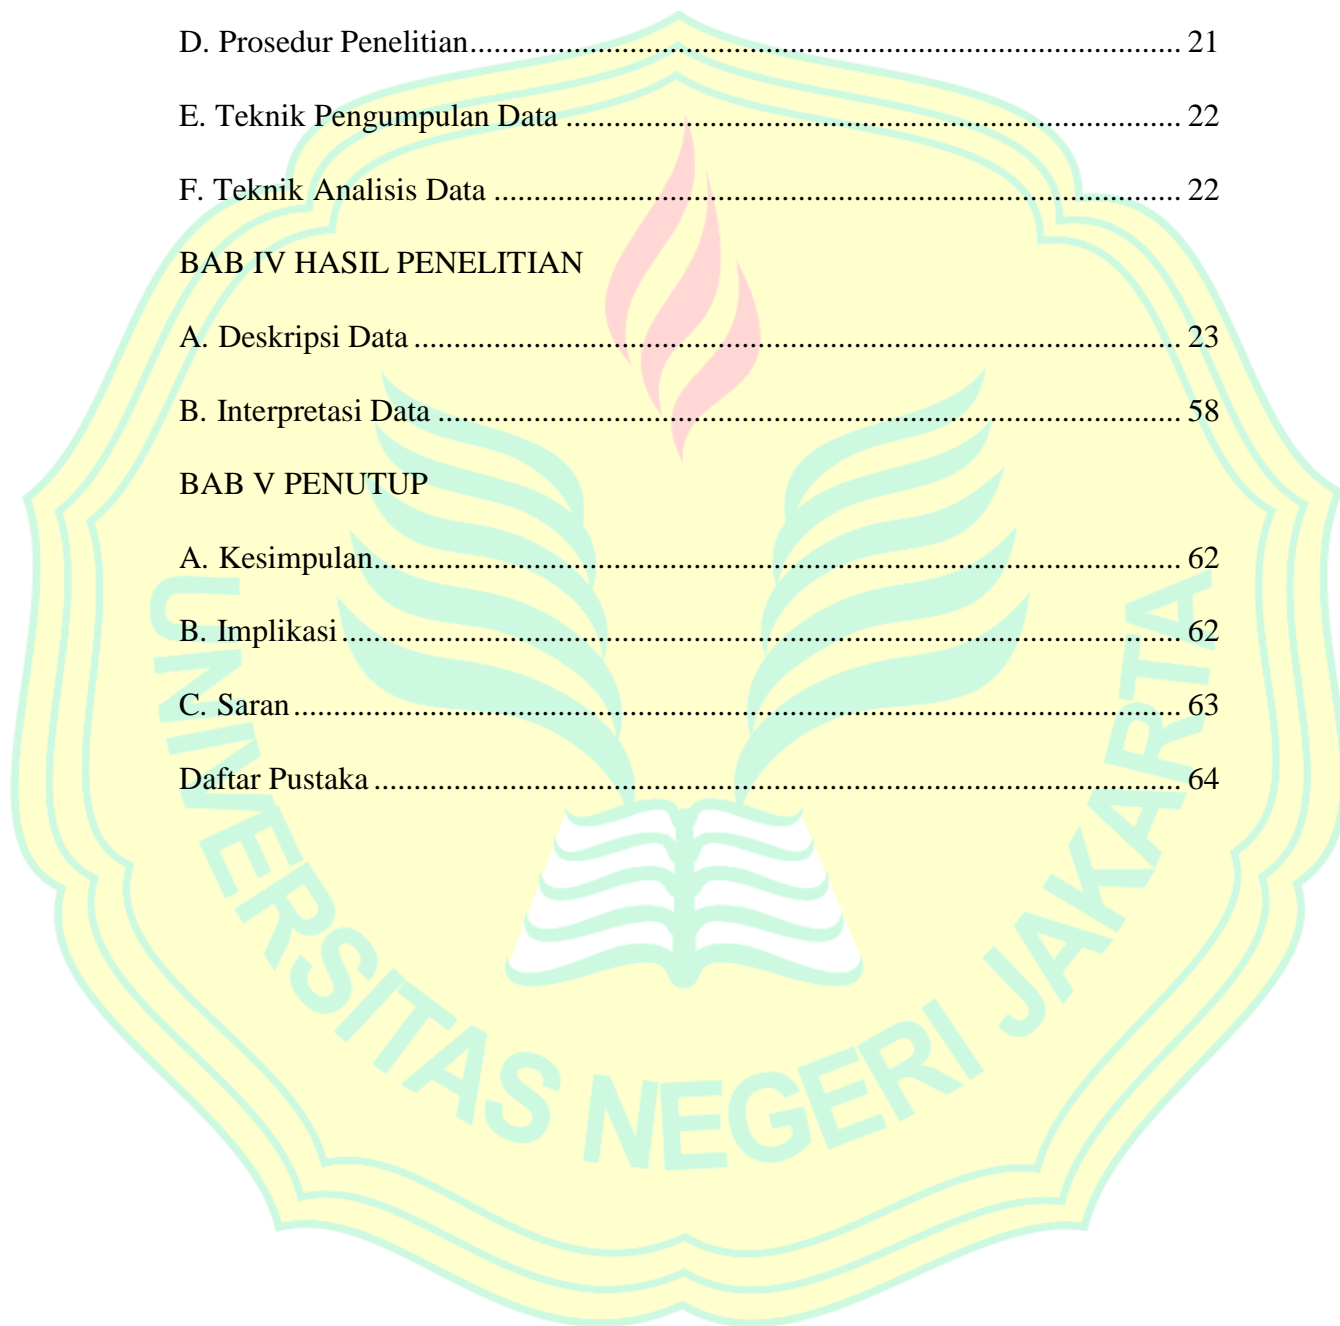 D. Prosedur Penelitian......................................................................................... 21
E. Teknik Pengumpulan Data ............................................................................. 22
F. Teknik Analisis Data ...................................................................................... 22
BAB IV HASIL PENELITIAN
A. Deskripsi Data ................................................................................................ 23
B. Interpretasi Data ............................................................................................. 58
BAB V PENUTUP
A. Kesimpulan..................................................................................................... 62
B. Implikasi ......................................................................................................... 62
C. Saran ............................................................................................................... 63
Daftar Pustaka ..................................................................................................... 64
UNIVERSITAS NEGERI JAKARTA